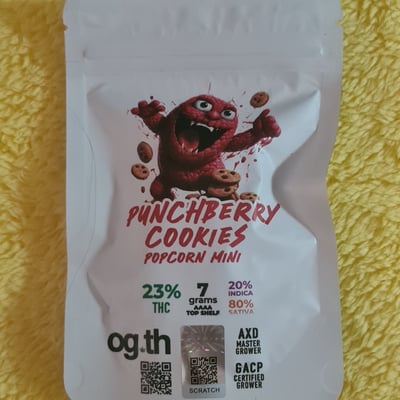 PUNCHBERRY
COOKIES
POPCORN MINI
23%
THC
7
grams
AAAA
TOP SHELF
20%
INDICA
80%
SATIVA
og.th
SCRATCH
AXD
MASTER
GROWER
GACP
CERTIFIED
GROWER